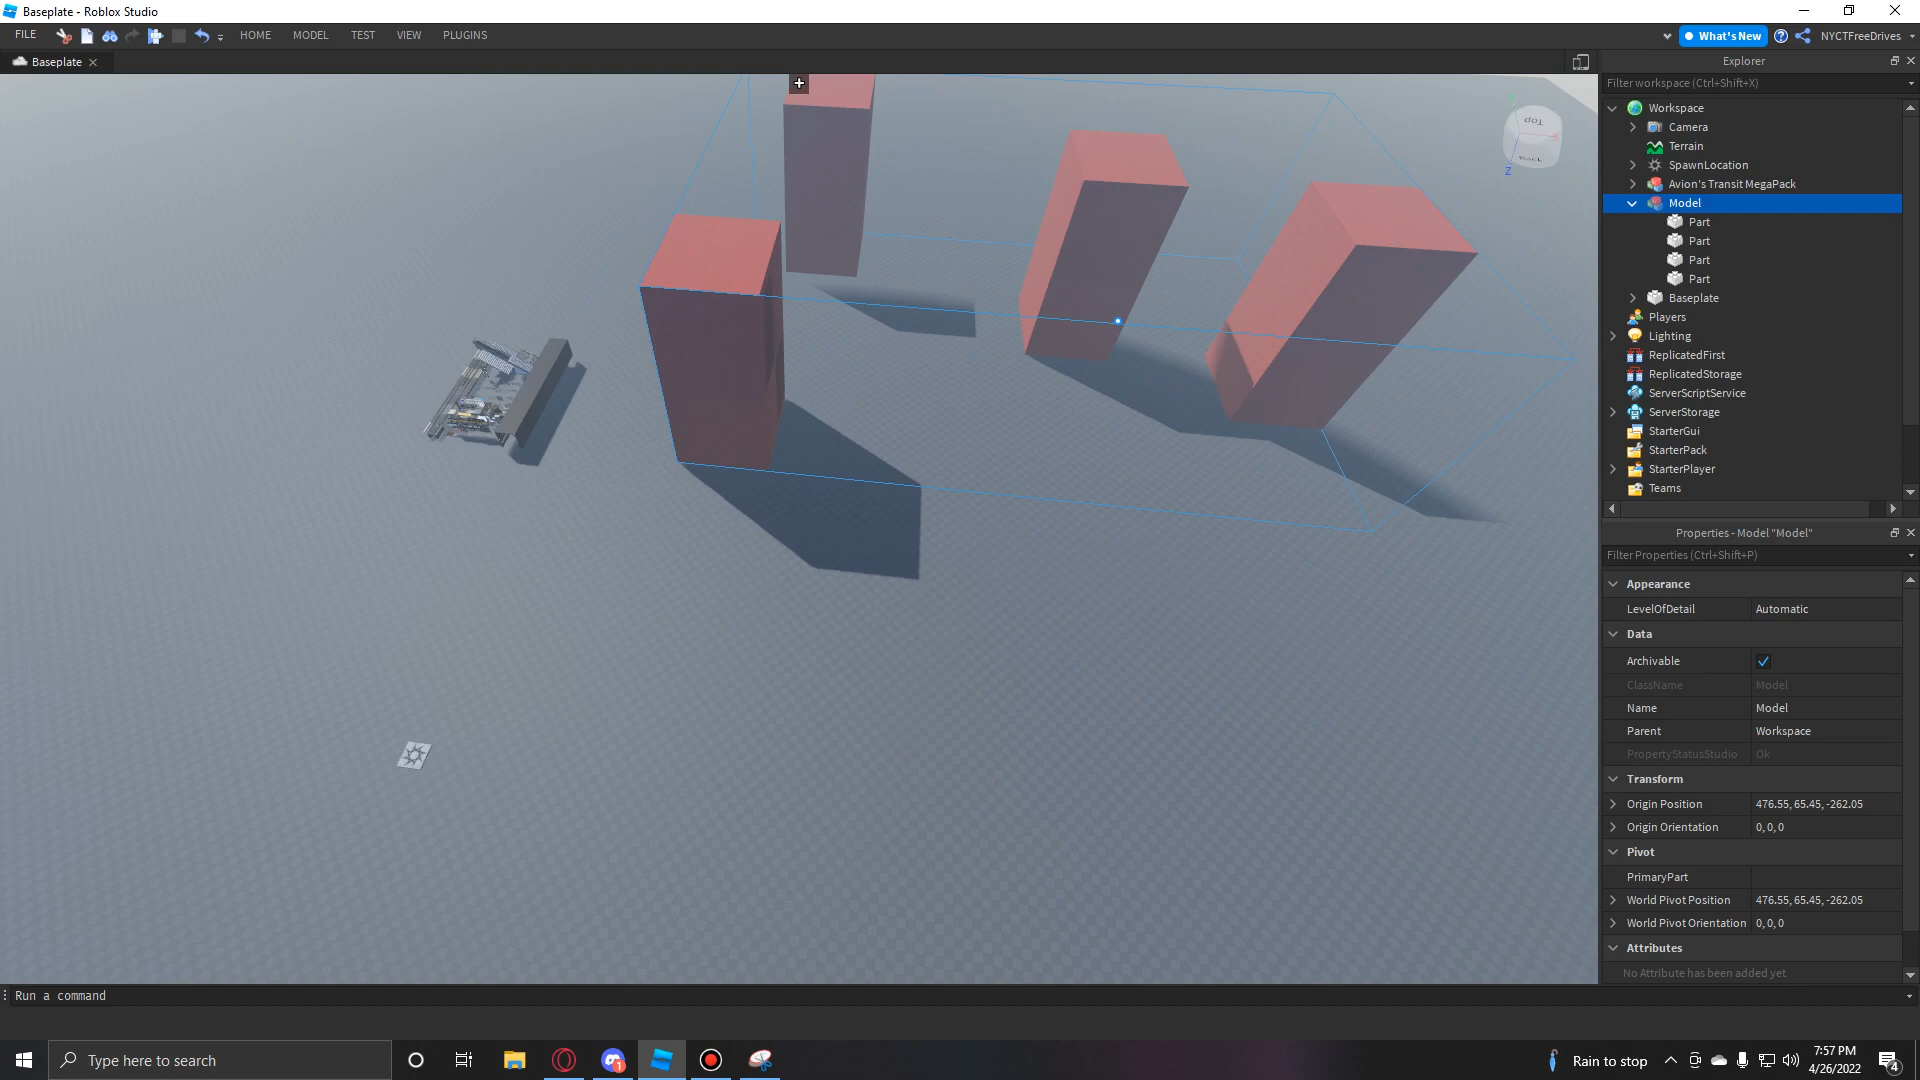 Baseplate - Roblox Studio
FILE HOME MODEL TEST VIEW PLUGINS
What's New
NYCTFreeDrives
Baseplate
Explorer
Filter workspace (Ctrl+Shift+X)
Workspace
Camera
Terrain
SpawnLocation
Avion's Transit MegaPack
Model
Part
Part
Part
Part
Baseplate
Players
Lighting
ReplicatedFirst
ReplicatedStorage
ServerScriptService
ServerStorage
StarterGui
StarterPack
StarterPlayer
Teams
Top
Back
Z
Properties - Model "Model"
Filter Properties (Ctrl+Shift+P)
Appearance
LevelOfDetail Automatic
Data
Archivable
ClassName Model
Name Model
Parent Workspace
PropertyStatusStudio Ok
Transform
Origin Position 476.55, 65.45, -262.05
Origin Orientation 0, 0, 0
Pivot
PrimaryPart
World Pivot Position 476.55, 65.45, -262.05
World Pivot Orientation 0, 0, 0
Attributes
No Attribute has been added yet
Run a command
Type here to search
1
Rain to stop
7:57 PM
4/26/2022
4